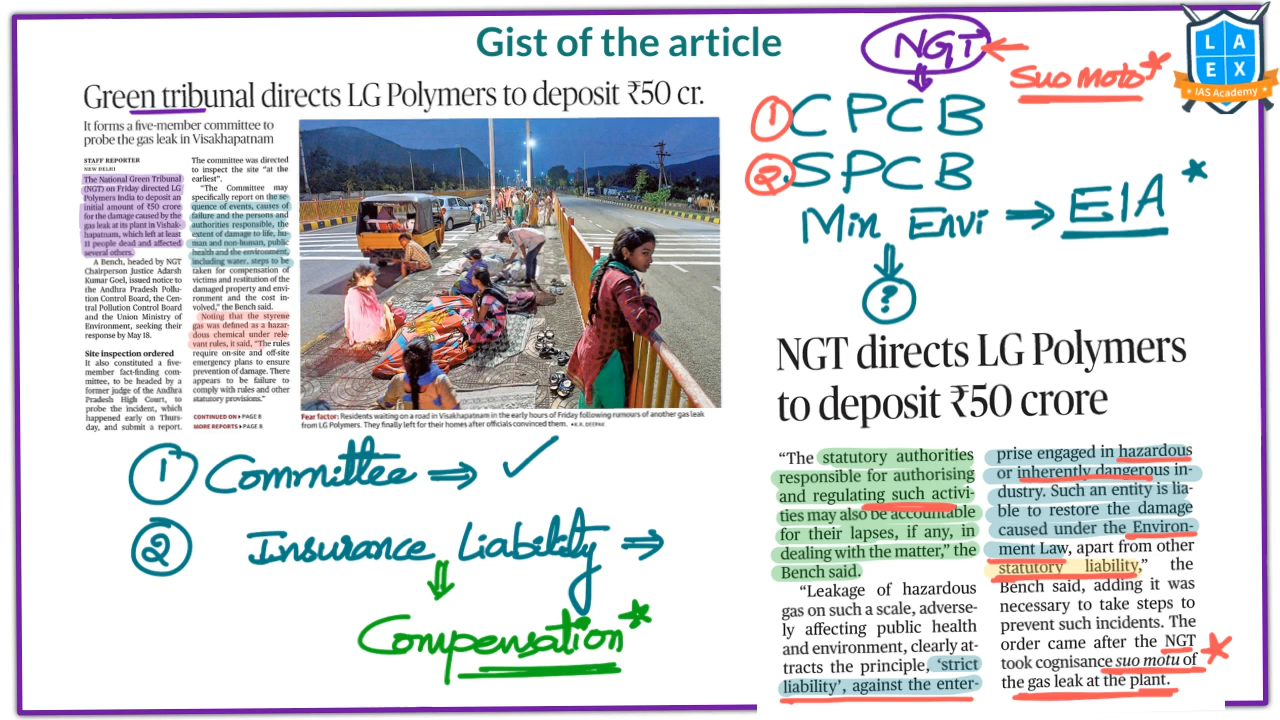 Gist of the article
NGT
Suo Moto*
L A
E X
IAS Academy
① CPCB
② SPCB
Min Envi ⇒ EIA *
?
Green tribunal directs LG Polymers to deposit ₹50 cr.
It forms a five-member committee to
probe the gas leak in Visakhapatnam
STAFF REPORTER
NEW DELHI
The National Green Tribunal
(NGT) on Friday directed LG
Polymers India to deposit an
initial amount of ₹50 crore
for the damage caused by the
gas leak at its plant in Visak-
hapatnam, which left at least
11 people dead and affected
several others.
A Bench, headed by NGT
Chairperson Justice Adarsh
Kumar Goel, issued notice to
the Andhra Pradesh Pollu-
tion Control Board, the Cen-
tral Pollution Control Board
and the Union Ministry of
Environment, seeking their
response by May 18.
Site inspection ordered
It also constituted a five-
member fact-finding com-
mittee, to be headed by a
former judge of the Andhra
Pradesh High Court, to
probe the incident, which
happened early on Thurs-
day, and submit a report.
The committee was directed
to inspect the site “at the
earliest”.
“The Committee may
specifically report on the se-
quence of events, causes of
failure and the persons and
authorities responsible, the
extent of damage to life, hu-
man and non-human, public
health and the environment,
including water, steps to be
taken for compensation of
victims and restitution of the
damaged property and envi-
ronment and the cost in-
volved,” the Bench said.
Noting that the styrene
gas was defined as a hazar-
dous chemical under rele-
vant rules, it said, “The rules
require on-site and off-site
emergency plans to ensure
prevention of damage. There
appears to be failure to
comply with rules and other
statutory provisions.”
CONTINUED ON ▸ PAGE 8
MORE REPORTS ▸ PAGE 8
Fear factor: Residents waiting on a road in Visakhapatnam in the early hours of Friday following rumours of another gas leak
from LG Polymers. They finally left for their homes after officials convinced them. ▪ K.R. DEEPAK
① Committee ⇒ ✓
② Insurance Liability ⇒
Compensation*
NGT directs LG Polymers
to deposit ₹50 crore
“The statutory authorities
responsible for authorising
and regulating such activi-
ties may also be accountable
for their lapses, if any, in
dealing with the matter,” the
Bench said.
“Leakage of hazardous
gas on such a scale, adverse-
ly affecting public health
and environment, clearly at-
tracts the principle, ‘strict
liability’, against the enter-
prise engaged in hazardous
or inherently dangerous in-
dustry. Such an entity is lia-
ble to restore the damage
caused under the Environ-
ment Law, apart from other
statutory liability,” the
Bench said, adding it was
necessary to take steps to
prevent such incidents. The
order came after the NGT
took cognisance suo motu of
the gas leak at the plant.